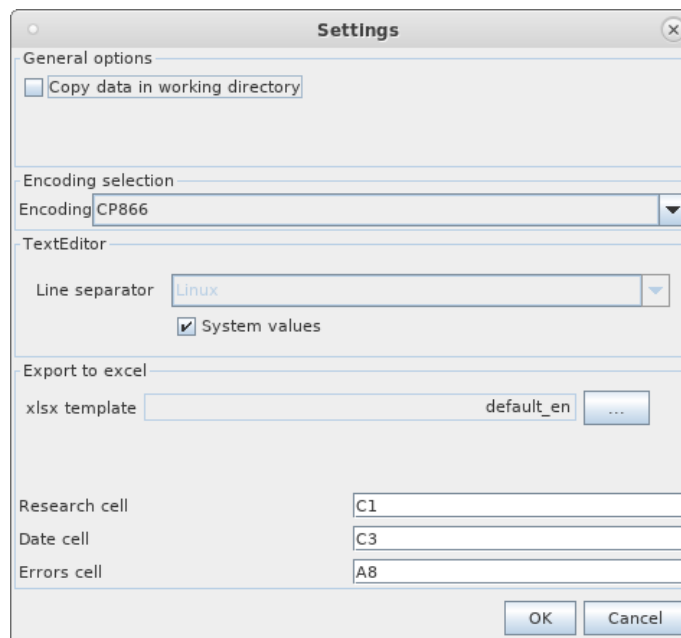 Settings
General options
Copy data in working directory
Encoding selection
Encoding CP866
TextEditor
Line separator Linux
System values
Export to excel
xlsx template default_en ...
Research cell C1
Date cell C3
Errors cell A8
OK Cancel